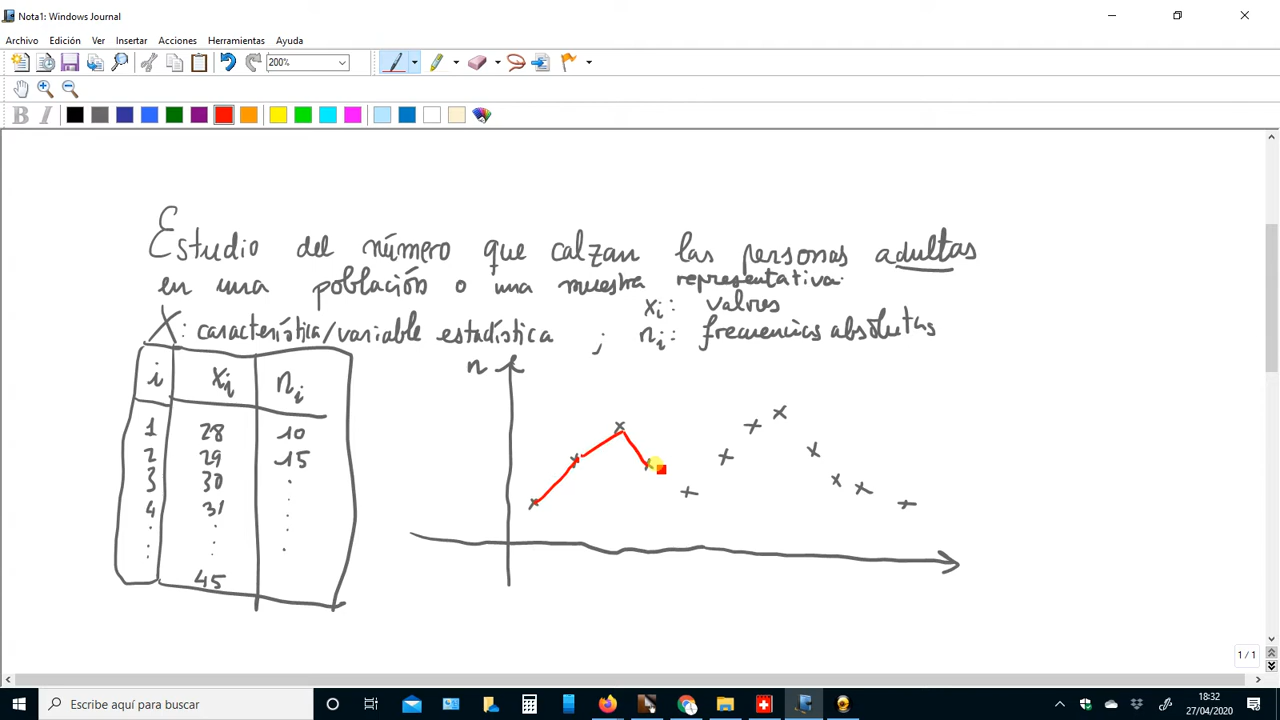 Nota1: Windows Journal
Archivo Edición Ver Insertar Acciones Herramientas Ayuda
200%
B I
Estudio del número que calzan las personas adultas
en una población o una muestra representativa.
xi: valores
X: característica/variable estadística ; ni: frecuencias absolutas
i xi ni
n
1 28 10
2 29 15
3 30 .
4 31 .
. . .
. . .
45
1 / 1
Escribe aquí para buscar
18:32
27/04/2020